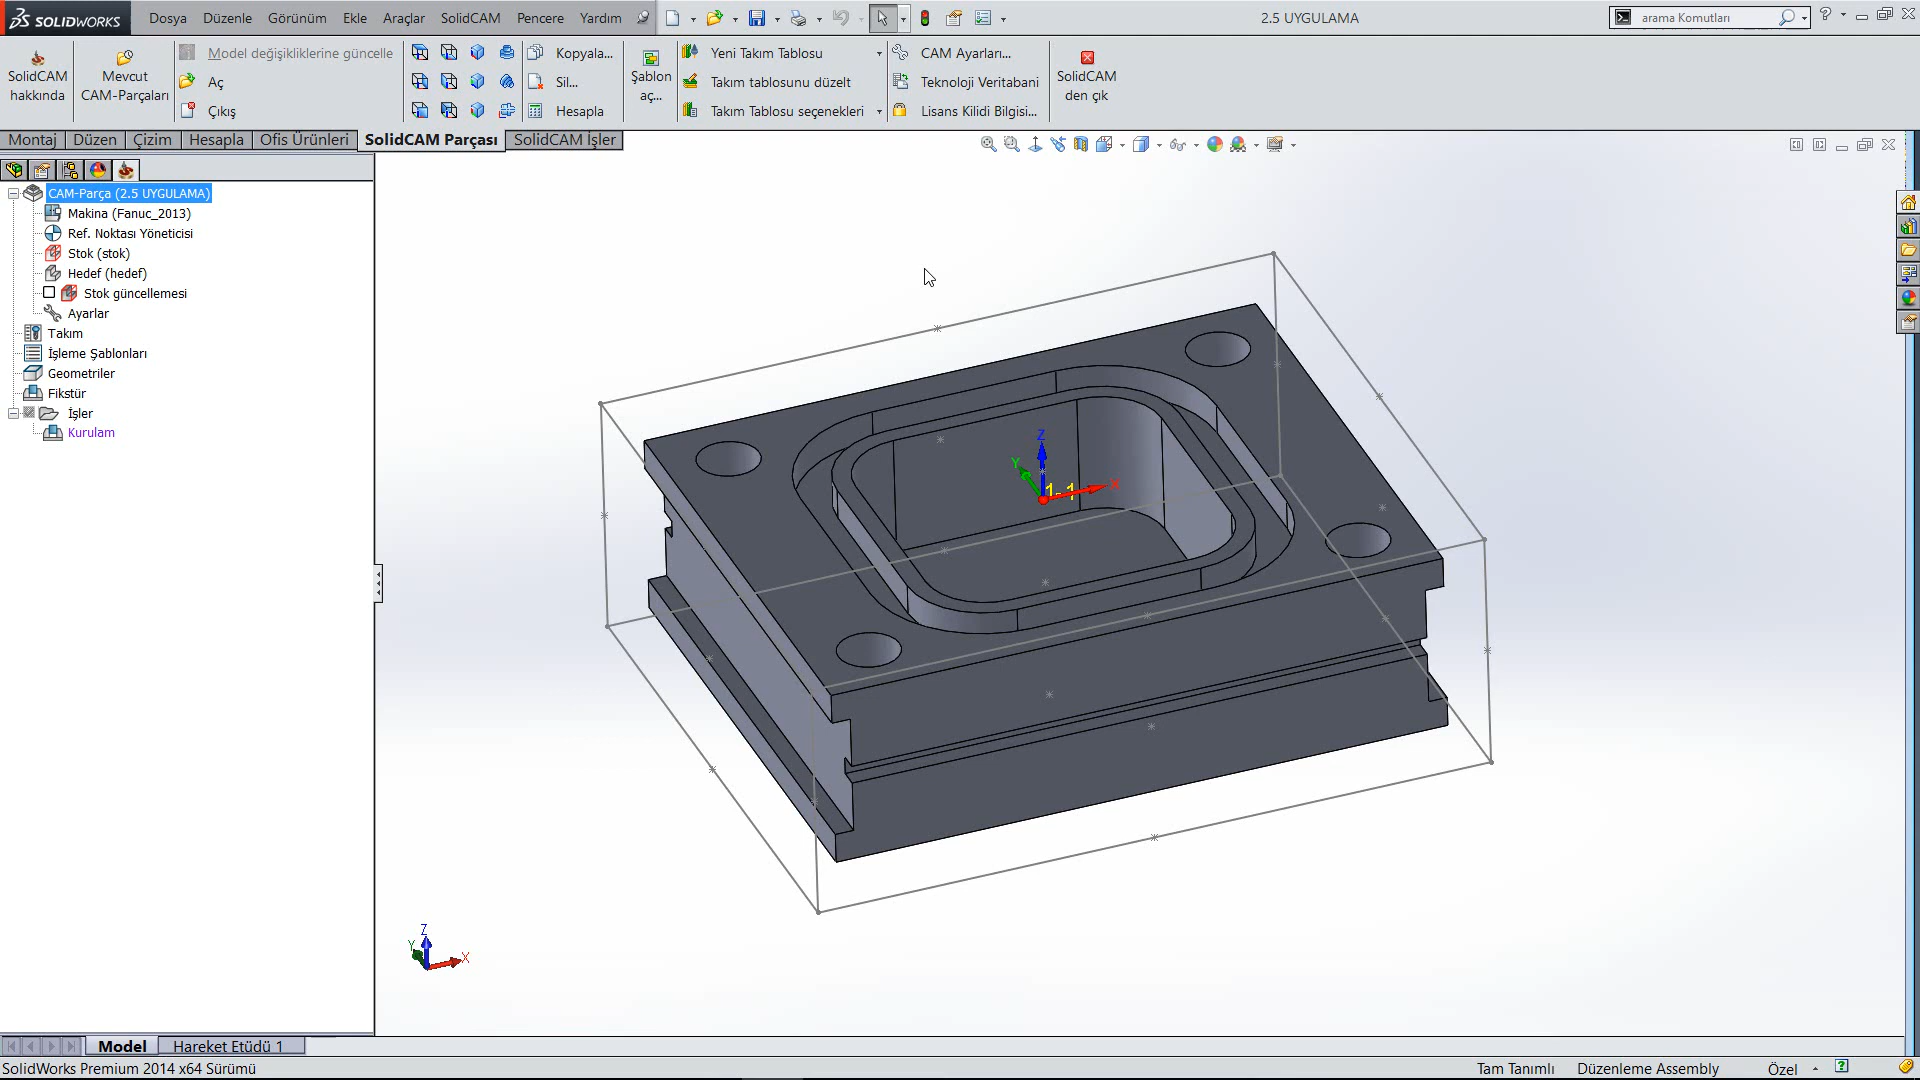 SOLIDWORKS Dosya Düzenle Görünüm Ekle Araçlar SolidCAM Pencere Yardım 2.5 UYGULAMA arama Komutları
SolidCAM hakkında
Mevcut CAM-Parçaları
Model değişikliklerine güncelle
Aç
Çıkış
Kopyala...
Sil...
Hesapla
Şablon aç...
Yeni Takım Tablosu
Takım tablosunu düzelt
Takım Tablosu seçenekleri
CAM Ayarları...
Teknoloji Veritabani
Lisans Kilidi Bilgisi...
SolidCAM den çık
Montaj Düzen Çizim Hesapla Ofis Ürünleri SolidCAM Parçası SolidCAM İşler
CAM-Parça (2.5 UYGULAMA)
Makina (Fanuc_2013)
Ref. Noktası Yöneticisi
Stok (stok)
Hedef (hedef)
Stok güncellemesi
Ayarlar
Takım
İşleme Şablonları
Geometriler
Fikstür
İşler
Kurulam
Z
Y
1-1
X
Z
Y
X
Model Hareket Etüdü 1
SolidWorks Premium 2014 x64 Sürümü Tam Tanımlı Düzenleme Assembly Özel